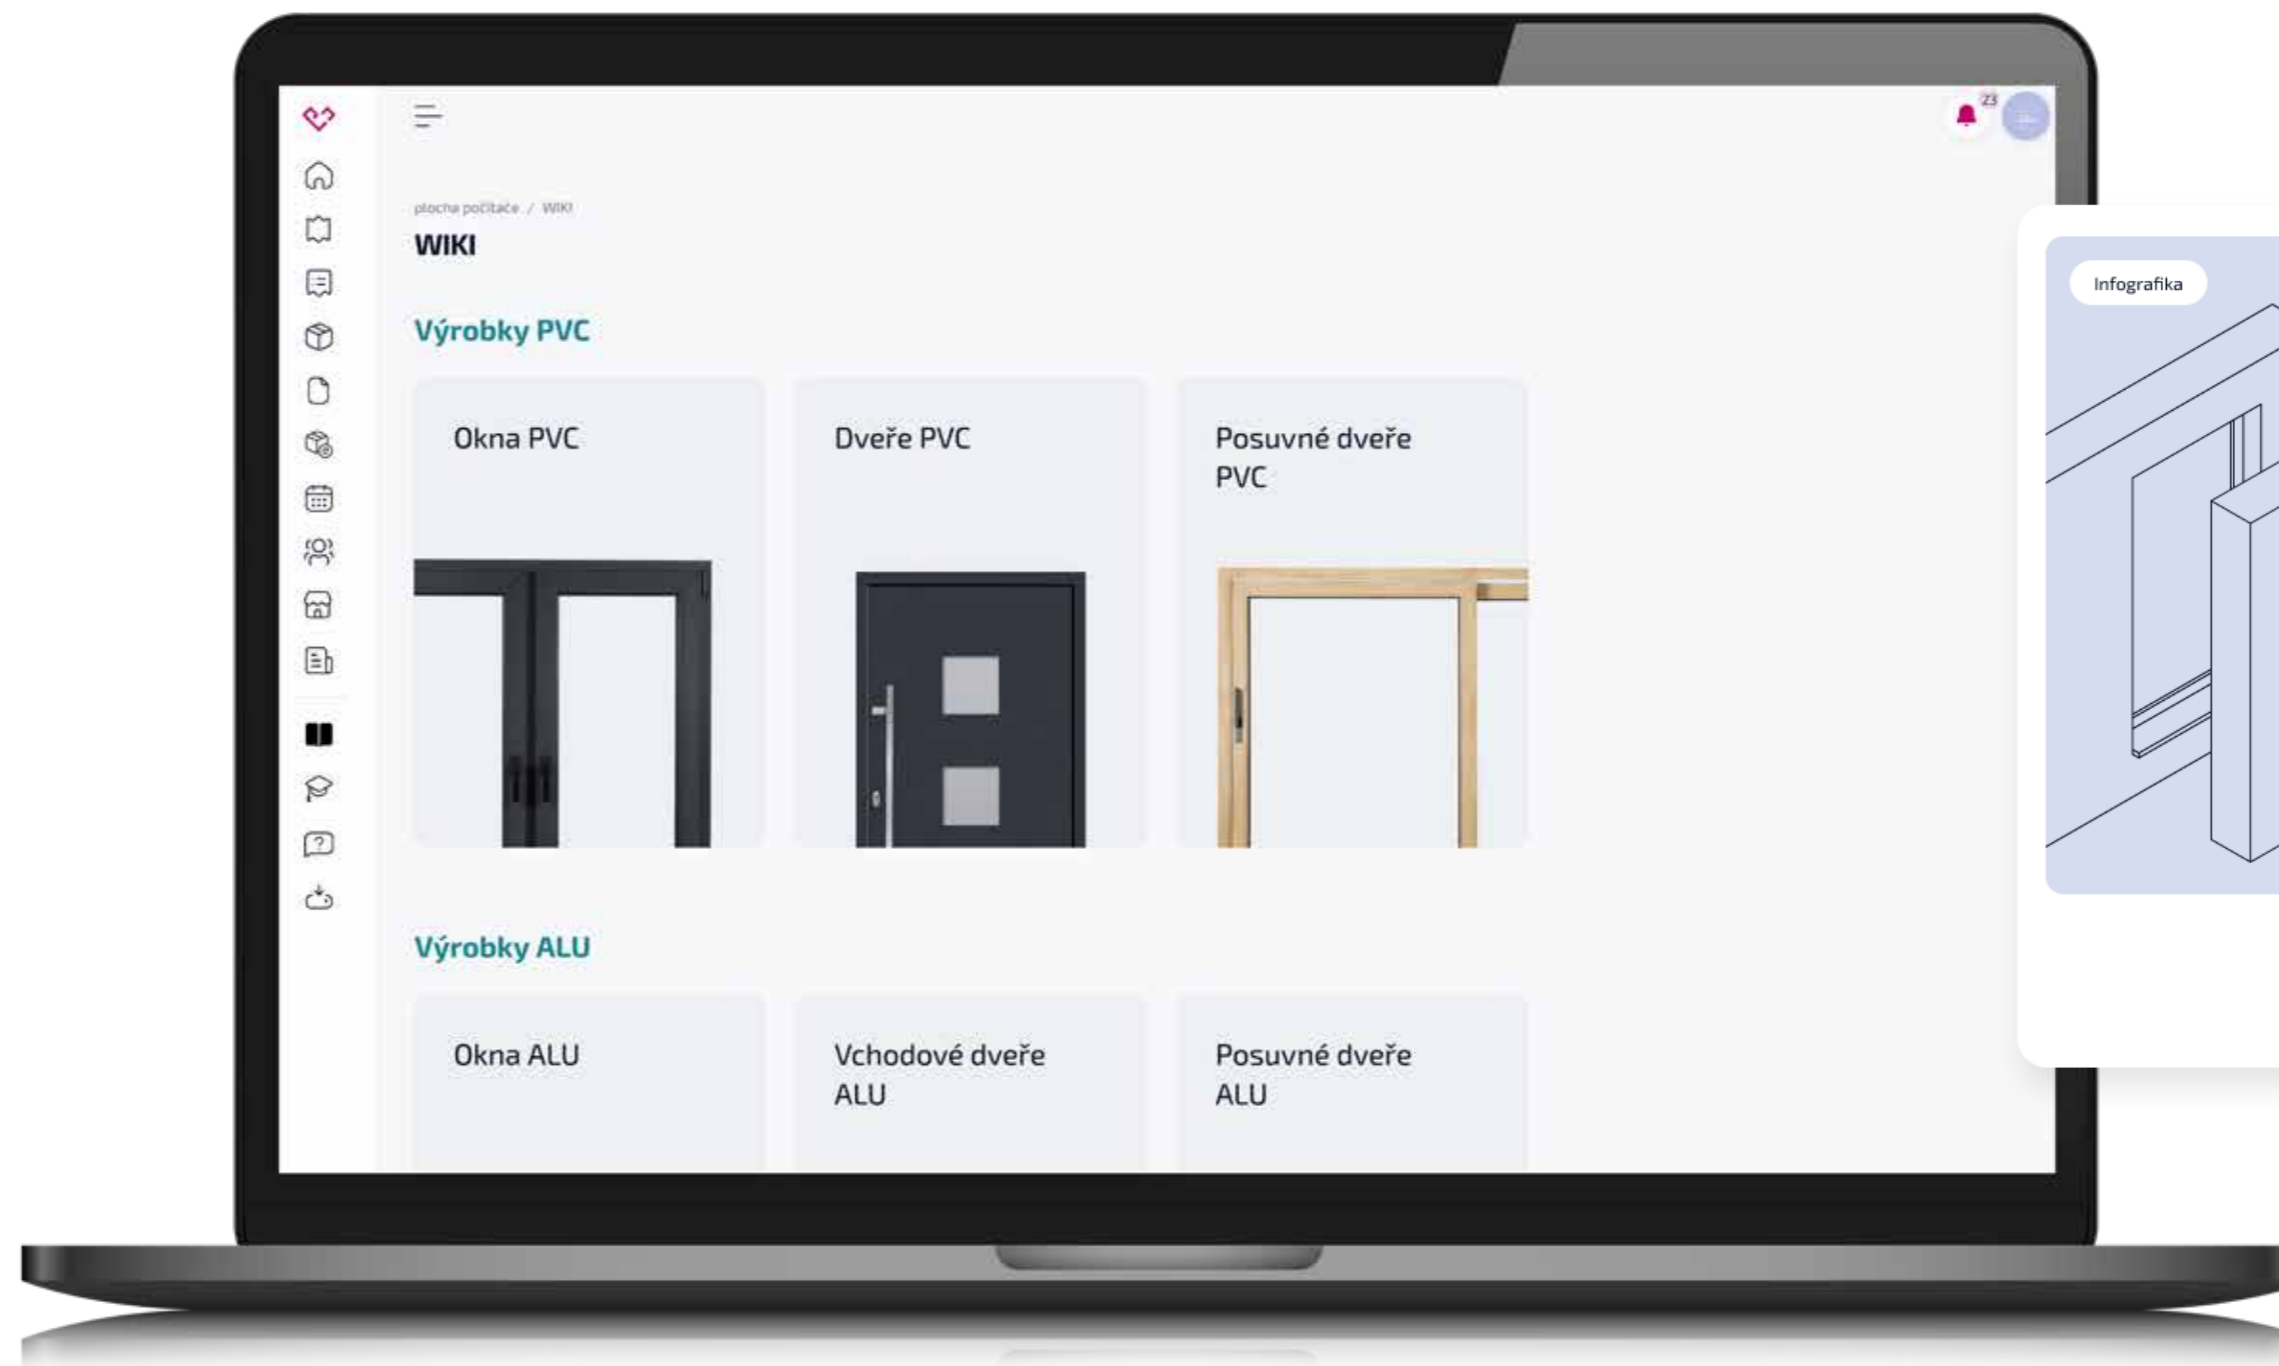 23
plocha počítače / WIKI
WIKI
Výrobky PVC
Okna PVC
Dveře PVC
Posuvné dveře
PVC
Výrobky ALU
Okna ALU
Vchodové dveře
ALU
Posuvné dveře
ALU
Infografika